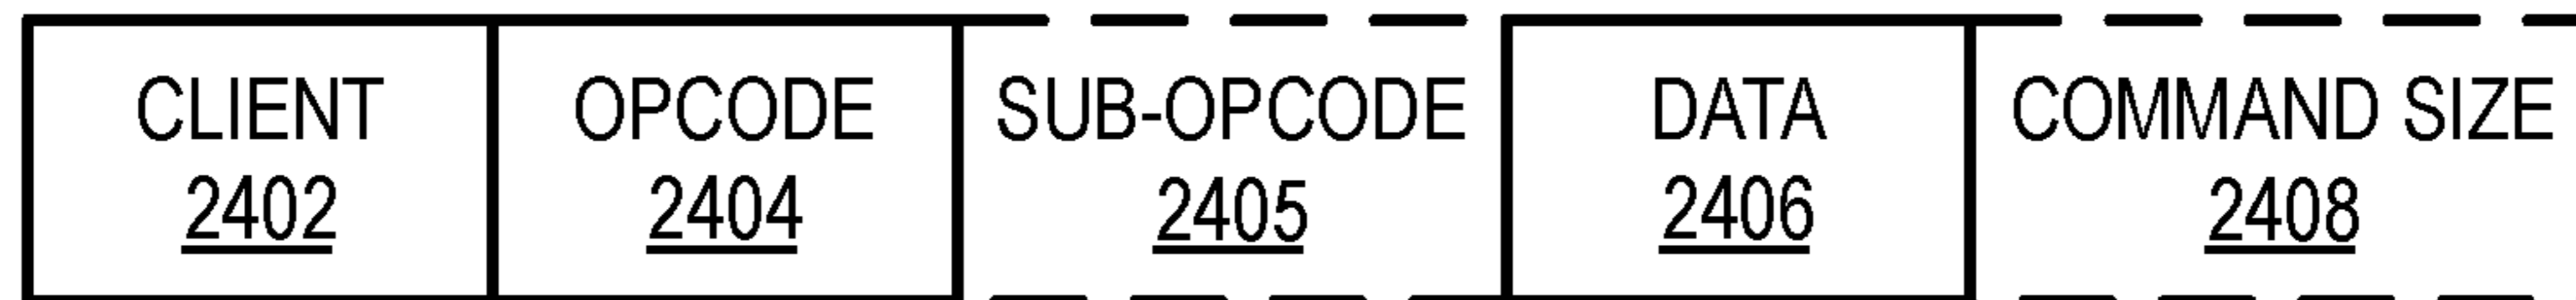 CLIENT
2402
OPCODE
2404
SUB-OPCODE
2405
DATA
2406
COMMAND SIZE
2408